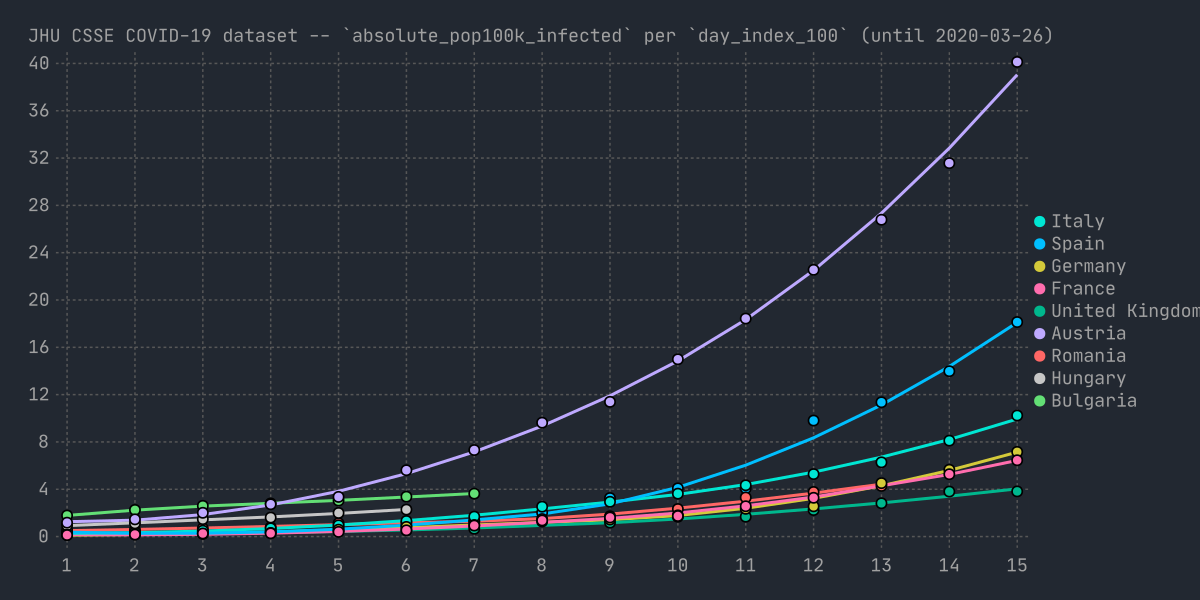 JHU CSSE COVID-19 dataset -- `absolute_pop100k_infected` per `day_index_100` (until 2020-03-26)
40
36
32
28
24
20
16
12
8
4
0
1 2 3 4 5 6 7 8 9 10 11 12 13 14 15
Italy
Spain
Germany
France
United Kingdom
Austria
Romania
Hungary
Bulgaria